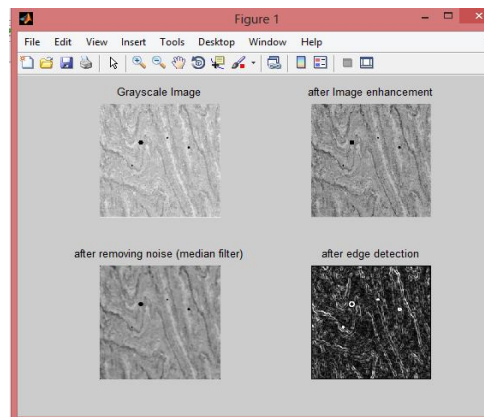 Figure 1
File Edit View Insert Tools Desktop Window Help
Grayscale Image
after Image enhancement
after removing noise (median filter)
after edge detection